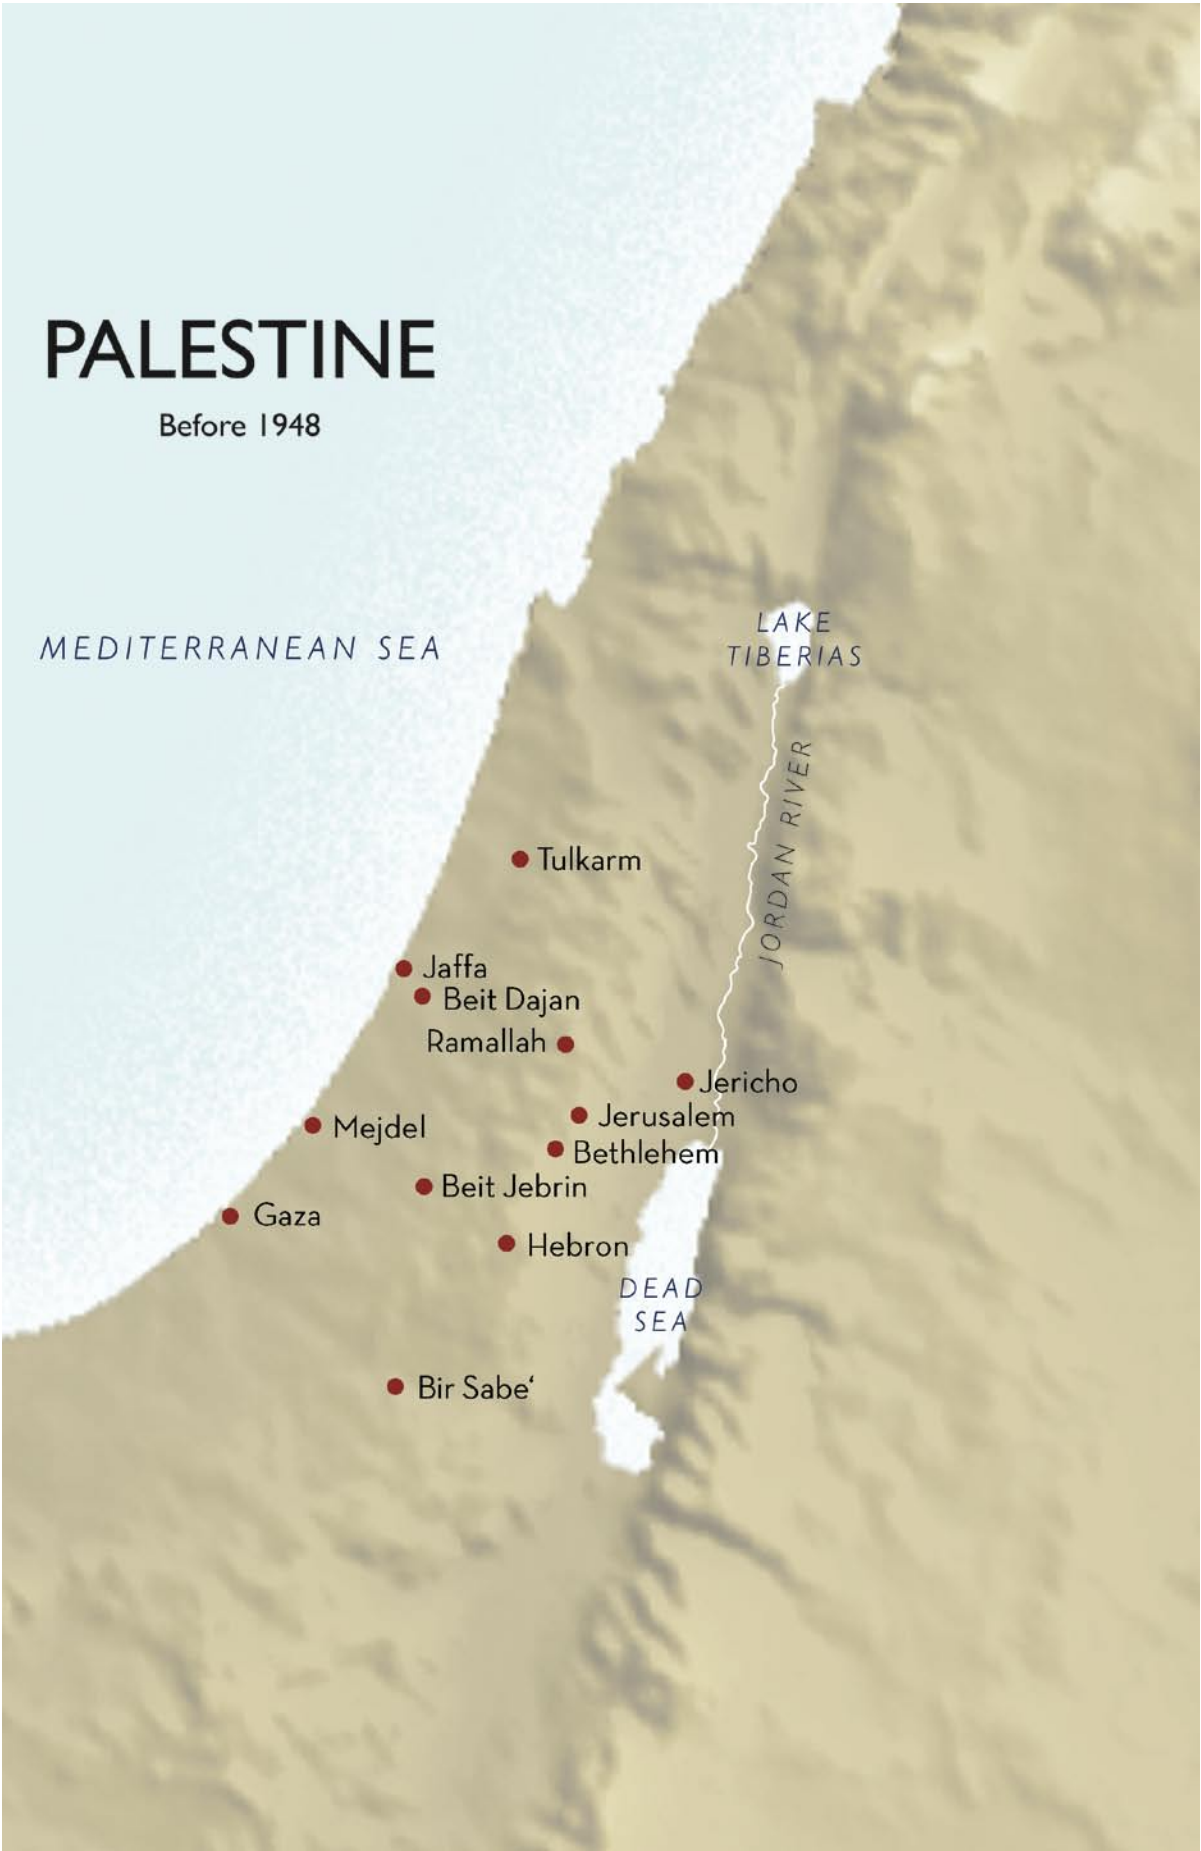 PALESTINE
Before 1948
MEDITERRANEAN SEA
LAKE
TIBERIAS
JORDAN RIVER
Tulkarm
Jaffa
Beit Dajan
Ramallah
Jericho
Jerusalem
Mejdel
Bethlehem
Beit Jebrin
Gaza
Hebron
DEAD
SEA
Bir Sabe‘